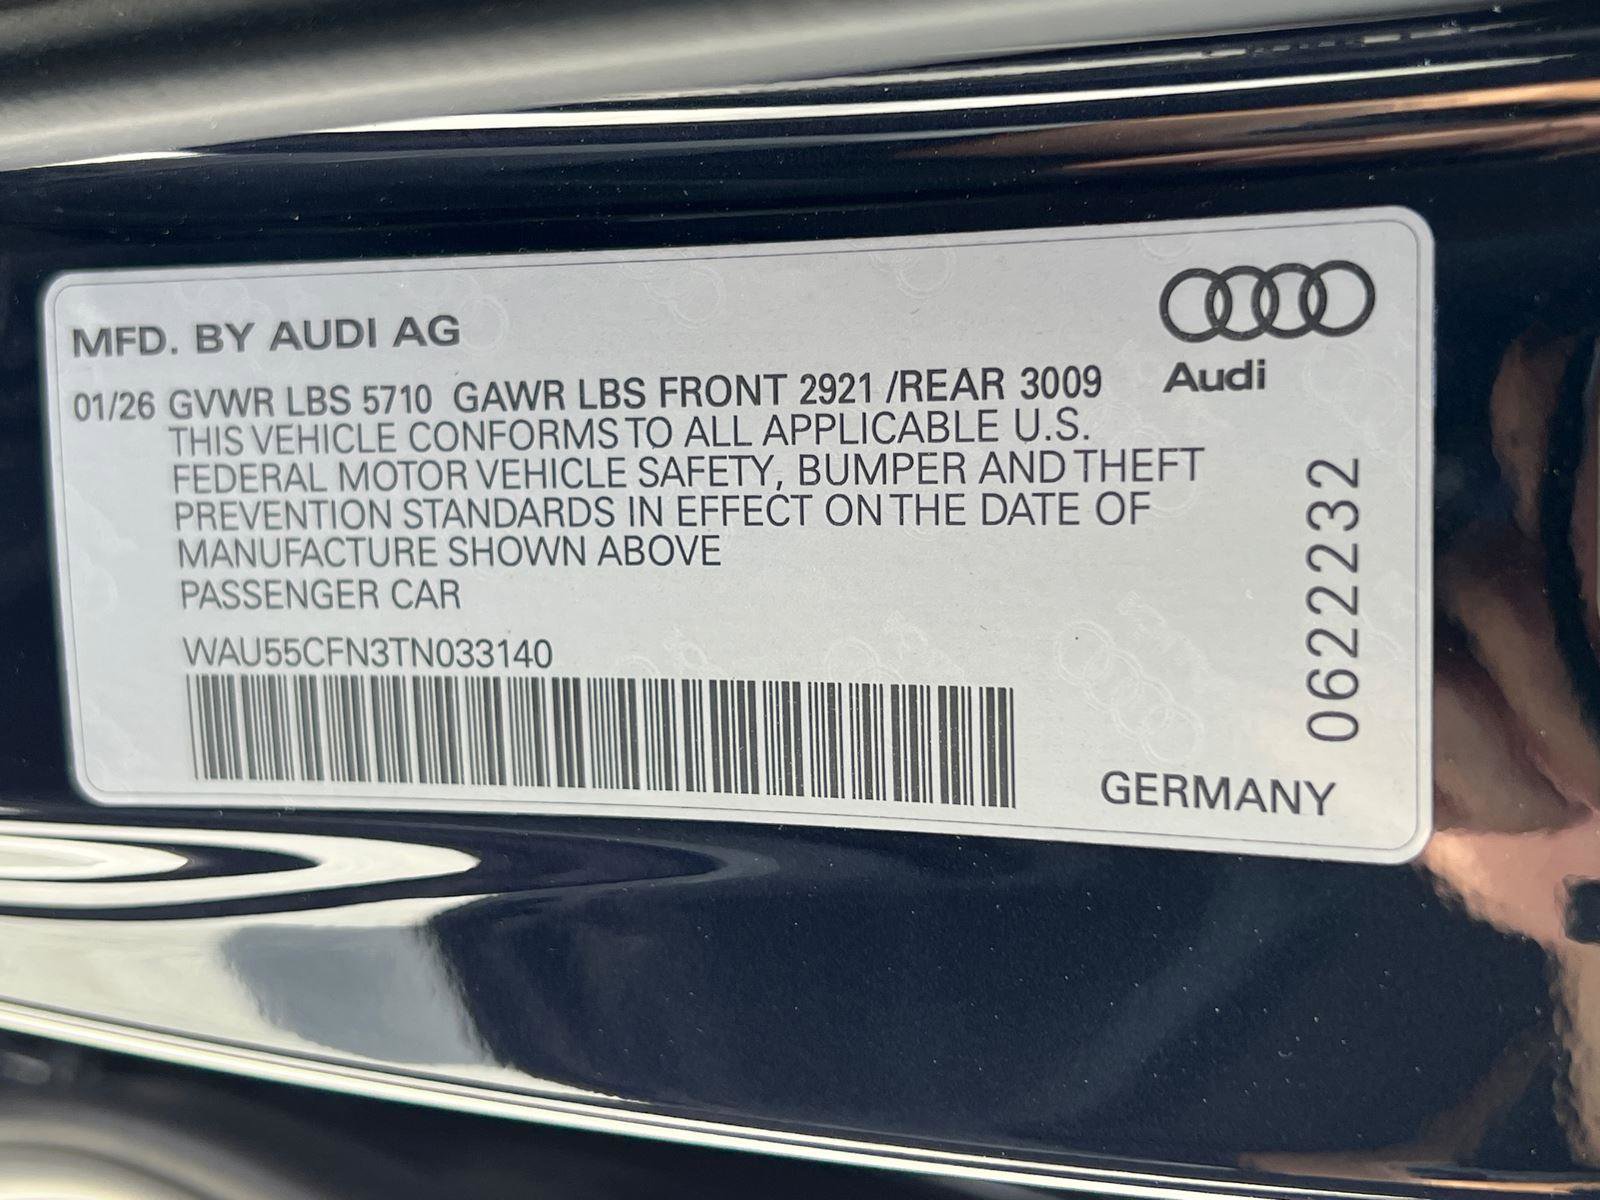 MFD. BY AUDI AG
Audi
01/26 GVWR LBS 5710 GAWR LBS FRONT 2921 /REAR 3009
THIS VEHICLE CONFORMS TO ALL APPLICABLE U.S.
FEDERAL MOTOR VEHICLE SAFETY, BUMPER AND THEFT
PREVENTION STANDARDS IN EFFECT ON THE DATE OF
MANUFACTURE SHOWN ABOVE
PASSENGER CAR
WAU55CFN3TN033140
0622232
GERMANY